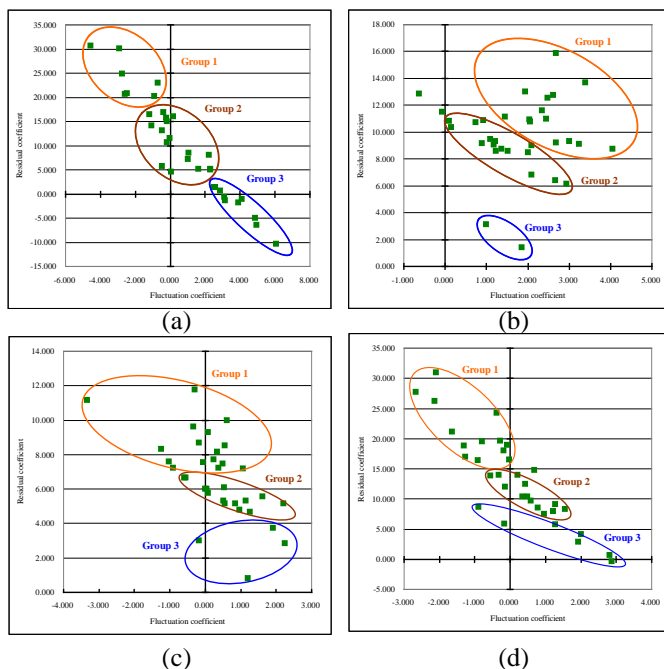 35.000
30.000
25.000
20.000
15.000
10.000
5.000
0.000
-5.000
-10.000
-15.000
-6.000 -4.000 -2.000 0.000 2.000 4.000 6.000 8.000
Residual coefficient
Fluctuation coefficient
Group 1
Group 2
Group 3
(a)
18.000
16.000
14.000
12.000
10.000
8.000
6.000
4.000
2.000
0.000
-1.000 0.000 1.000 2.000 3.000 4.000 5.000
Residual coefficient
Fluctuation coefficient
Group 1
Group 2
Group 3
(b)
14.000
12.000
10.000
8.000
6.000
4.000
2.000
0.000
-4.000 -3.000 -2.000 -1.000 0.000 1.000 2.000 3.000
Residual coefficient
Fluctuation coefficient
Group 1
Group 2
Group 3
(c)
35.000
30.000
25.000
20.000
15.000
10.000
5.000
0.000
-5.000
-3.000 -2.000 -1.000 0.000 1.000 2.000 3.000 4.000
Residual coefficient
Fluctuation coefficient
Group 1
Group 2
Group 3
(d)